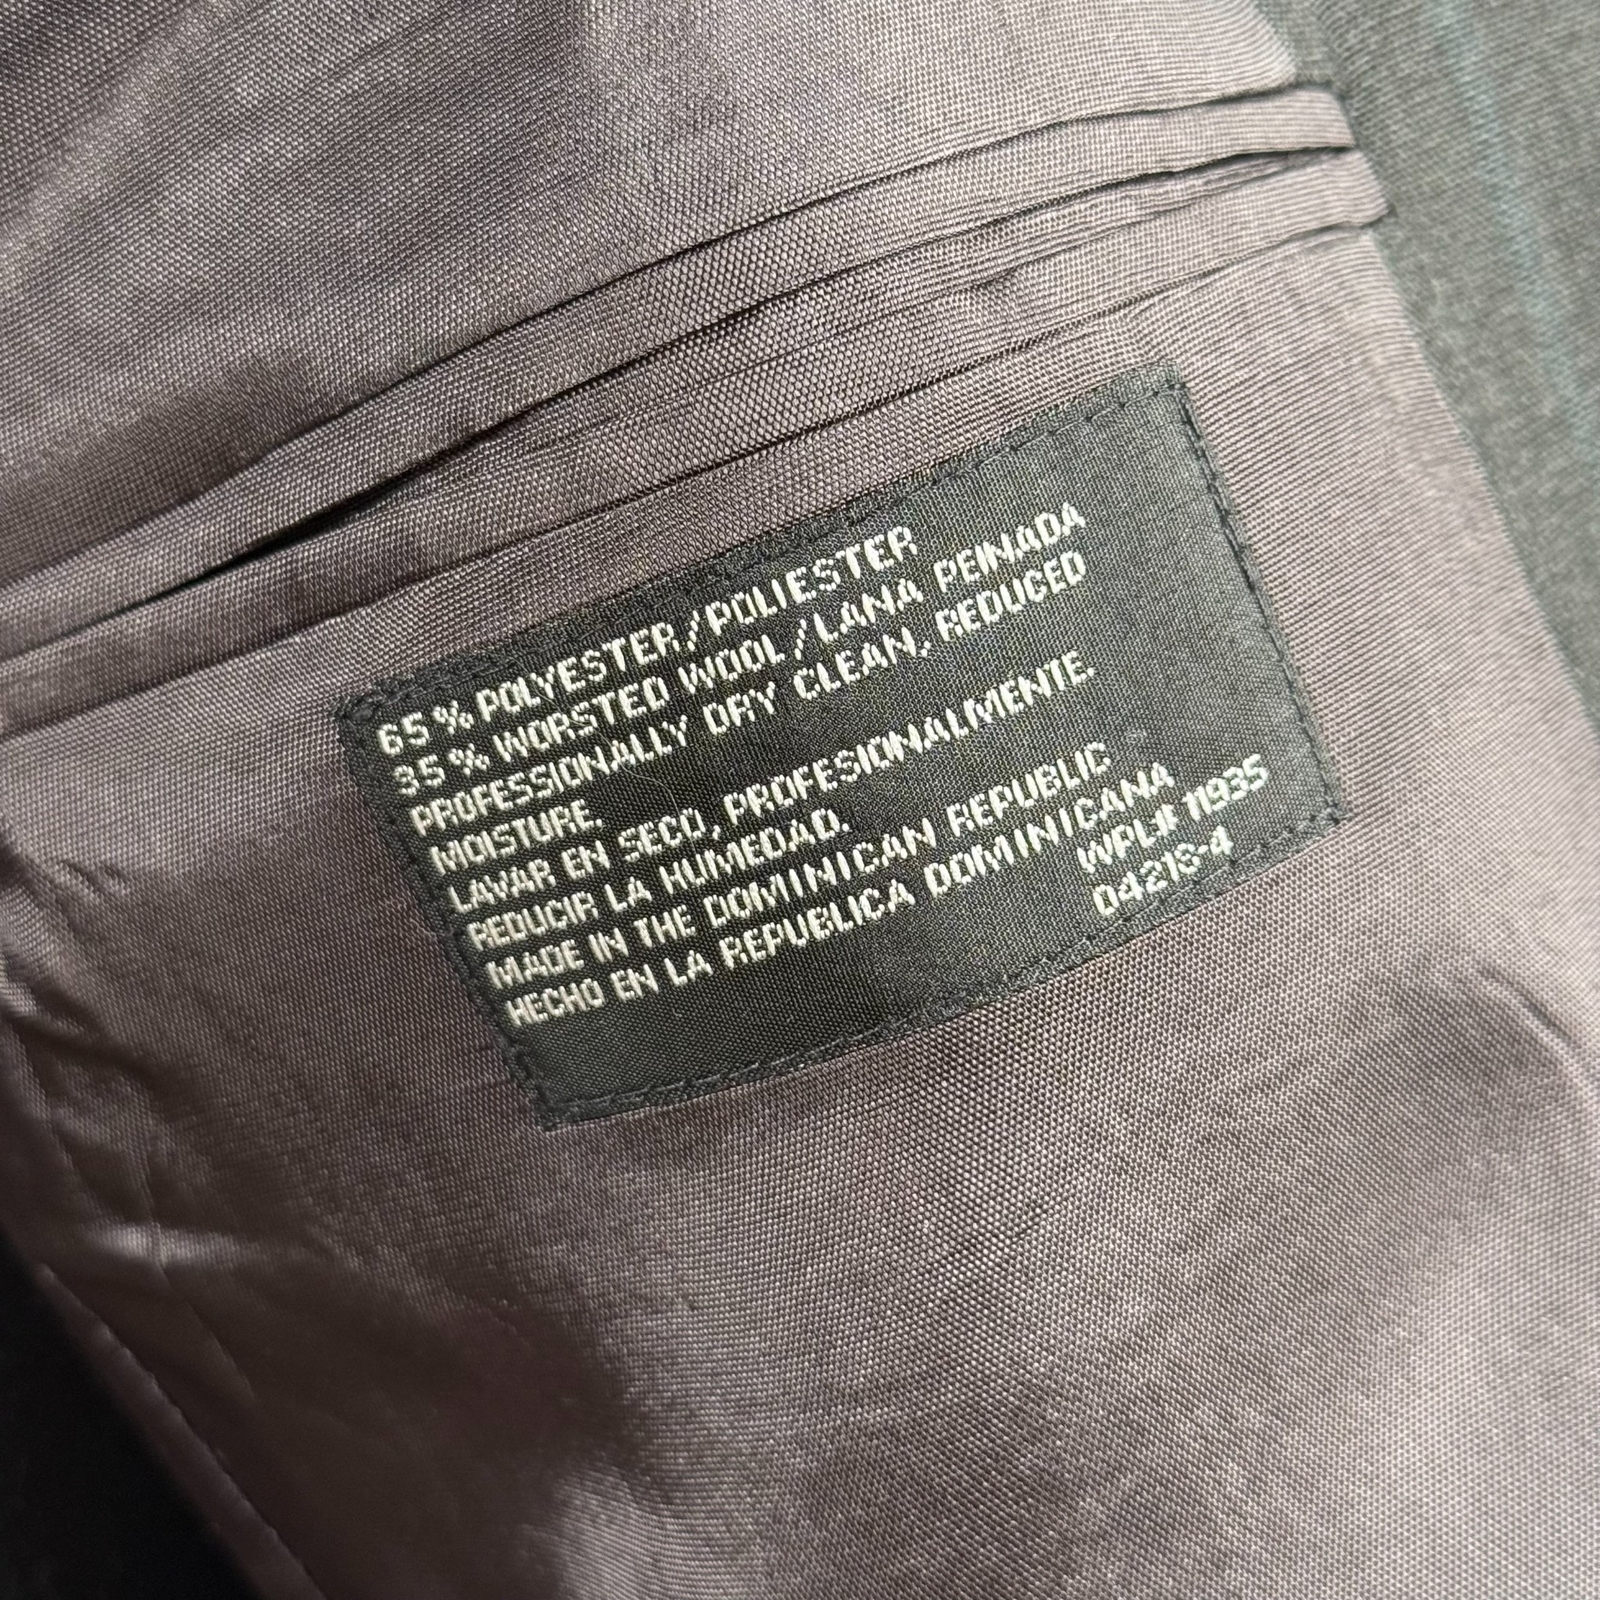 65% POLYESTER/POLIESTER
35% WORSTED WOOL/LANA PEINADA
PROFESSIONALLY DRY CLEAN, REDUCED
MOISTURE.
LAVAR EN SECO, PROFESIONALMENTE.
REDUCIR LA HUMEDAD.
MADE IN THE DOMINICAN REPUBLIC
HECHO EN LA REPUBLICA DOMINICANA
WPL# 11935
0421S-4